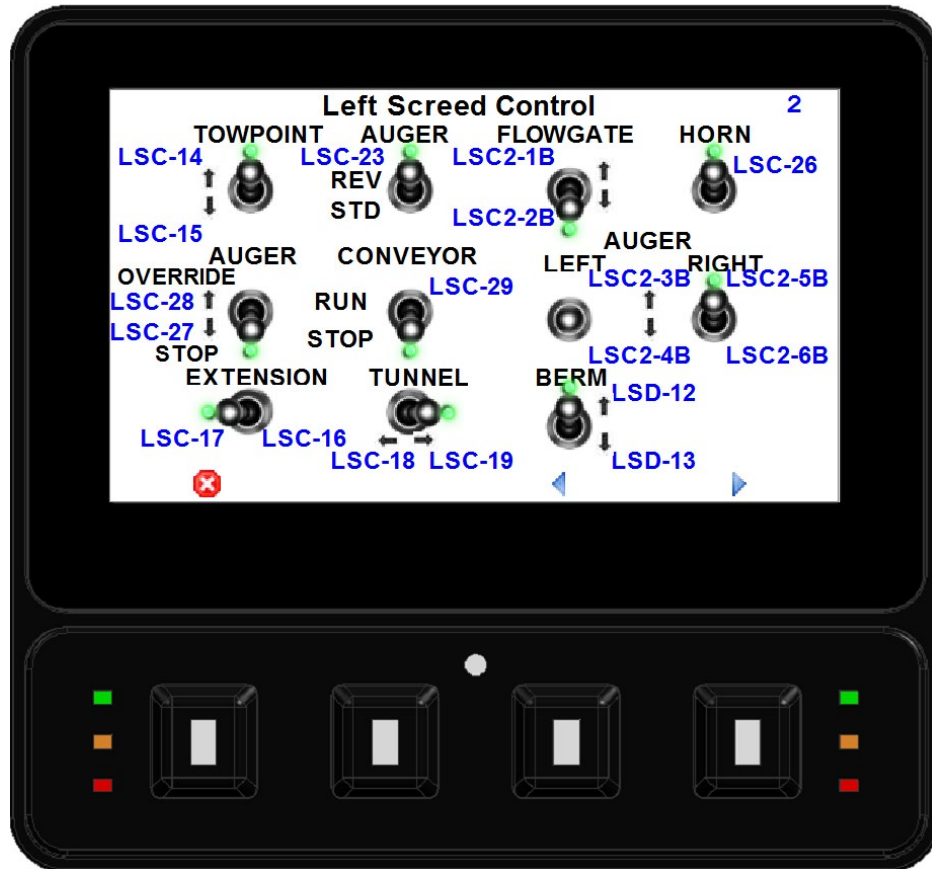 Left Screed Control 2
TOWPOINT AUGER FLOWGATE HORN
LSC-14 LSC-23 LSC2-1B LSC-26
REV
STD
LSC-15 LSC2-2B
AUGER
AUGER CONVEYOR LEFT RIGHT
OVERRIDE LSC-29 LSC2-3B LSC2-5B
LSC-28 RUN
LSC-27 STOP
STOP LSC2-4B LSC2-6B
EXTENSION TUNNEL BERM
LSD-12
LSC-17 LSC-16
LSC-18 LSC-19 LSD-13